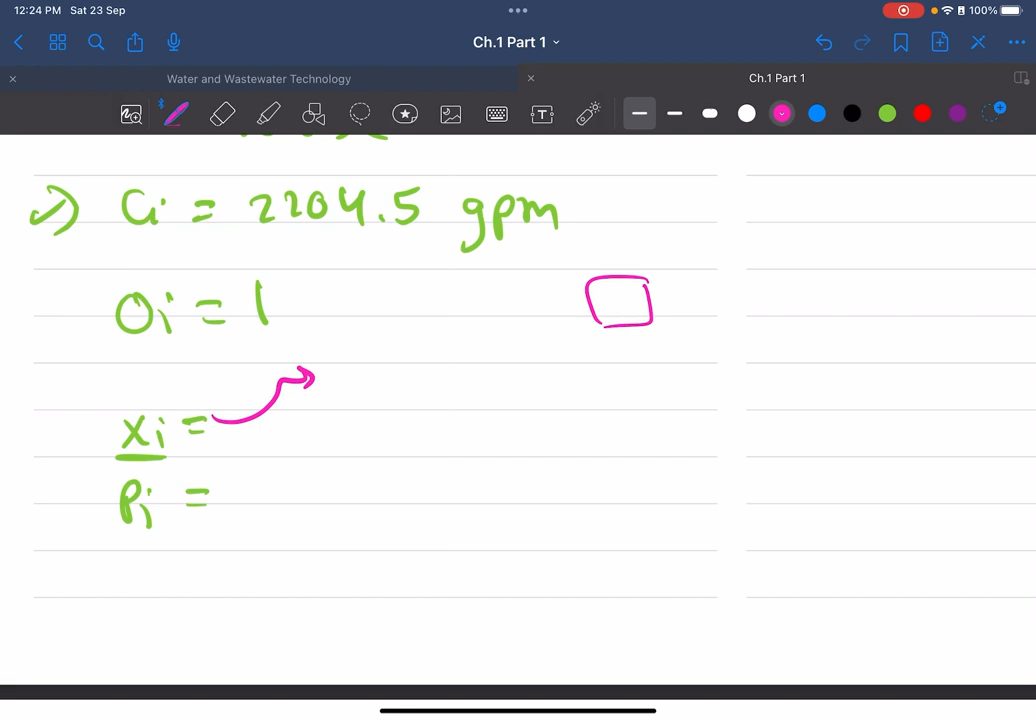 12:24 PM Sat 23 Sep
100%
Ch.1 Part 1
Water and Wastewater Technology
Ch.1 Part 1
T
Ci = 2204.5 gpm
Oi = 1
Xi =
Pi =